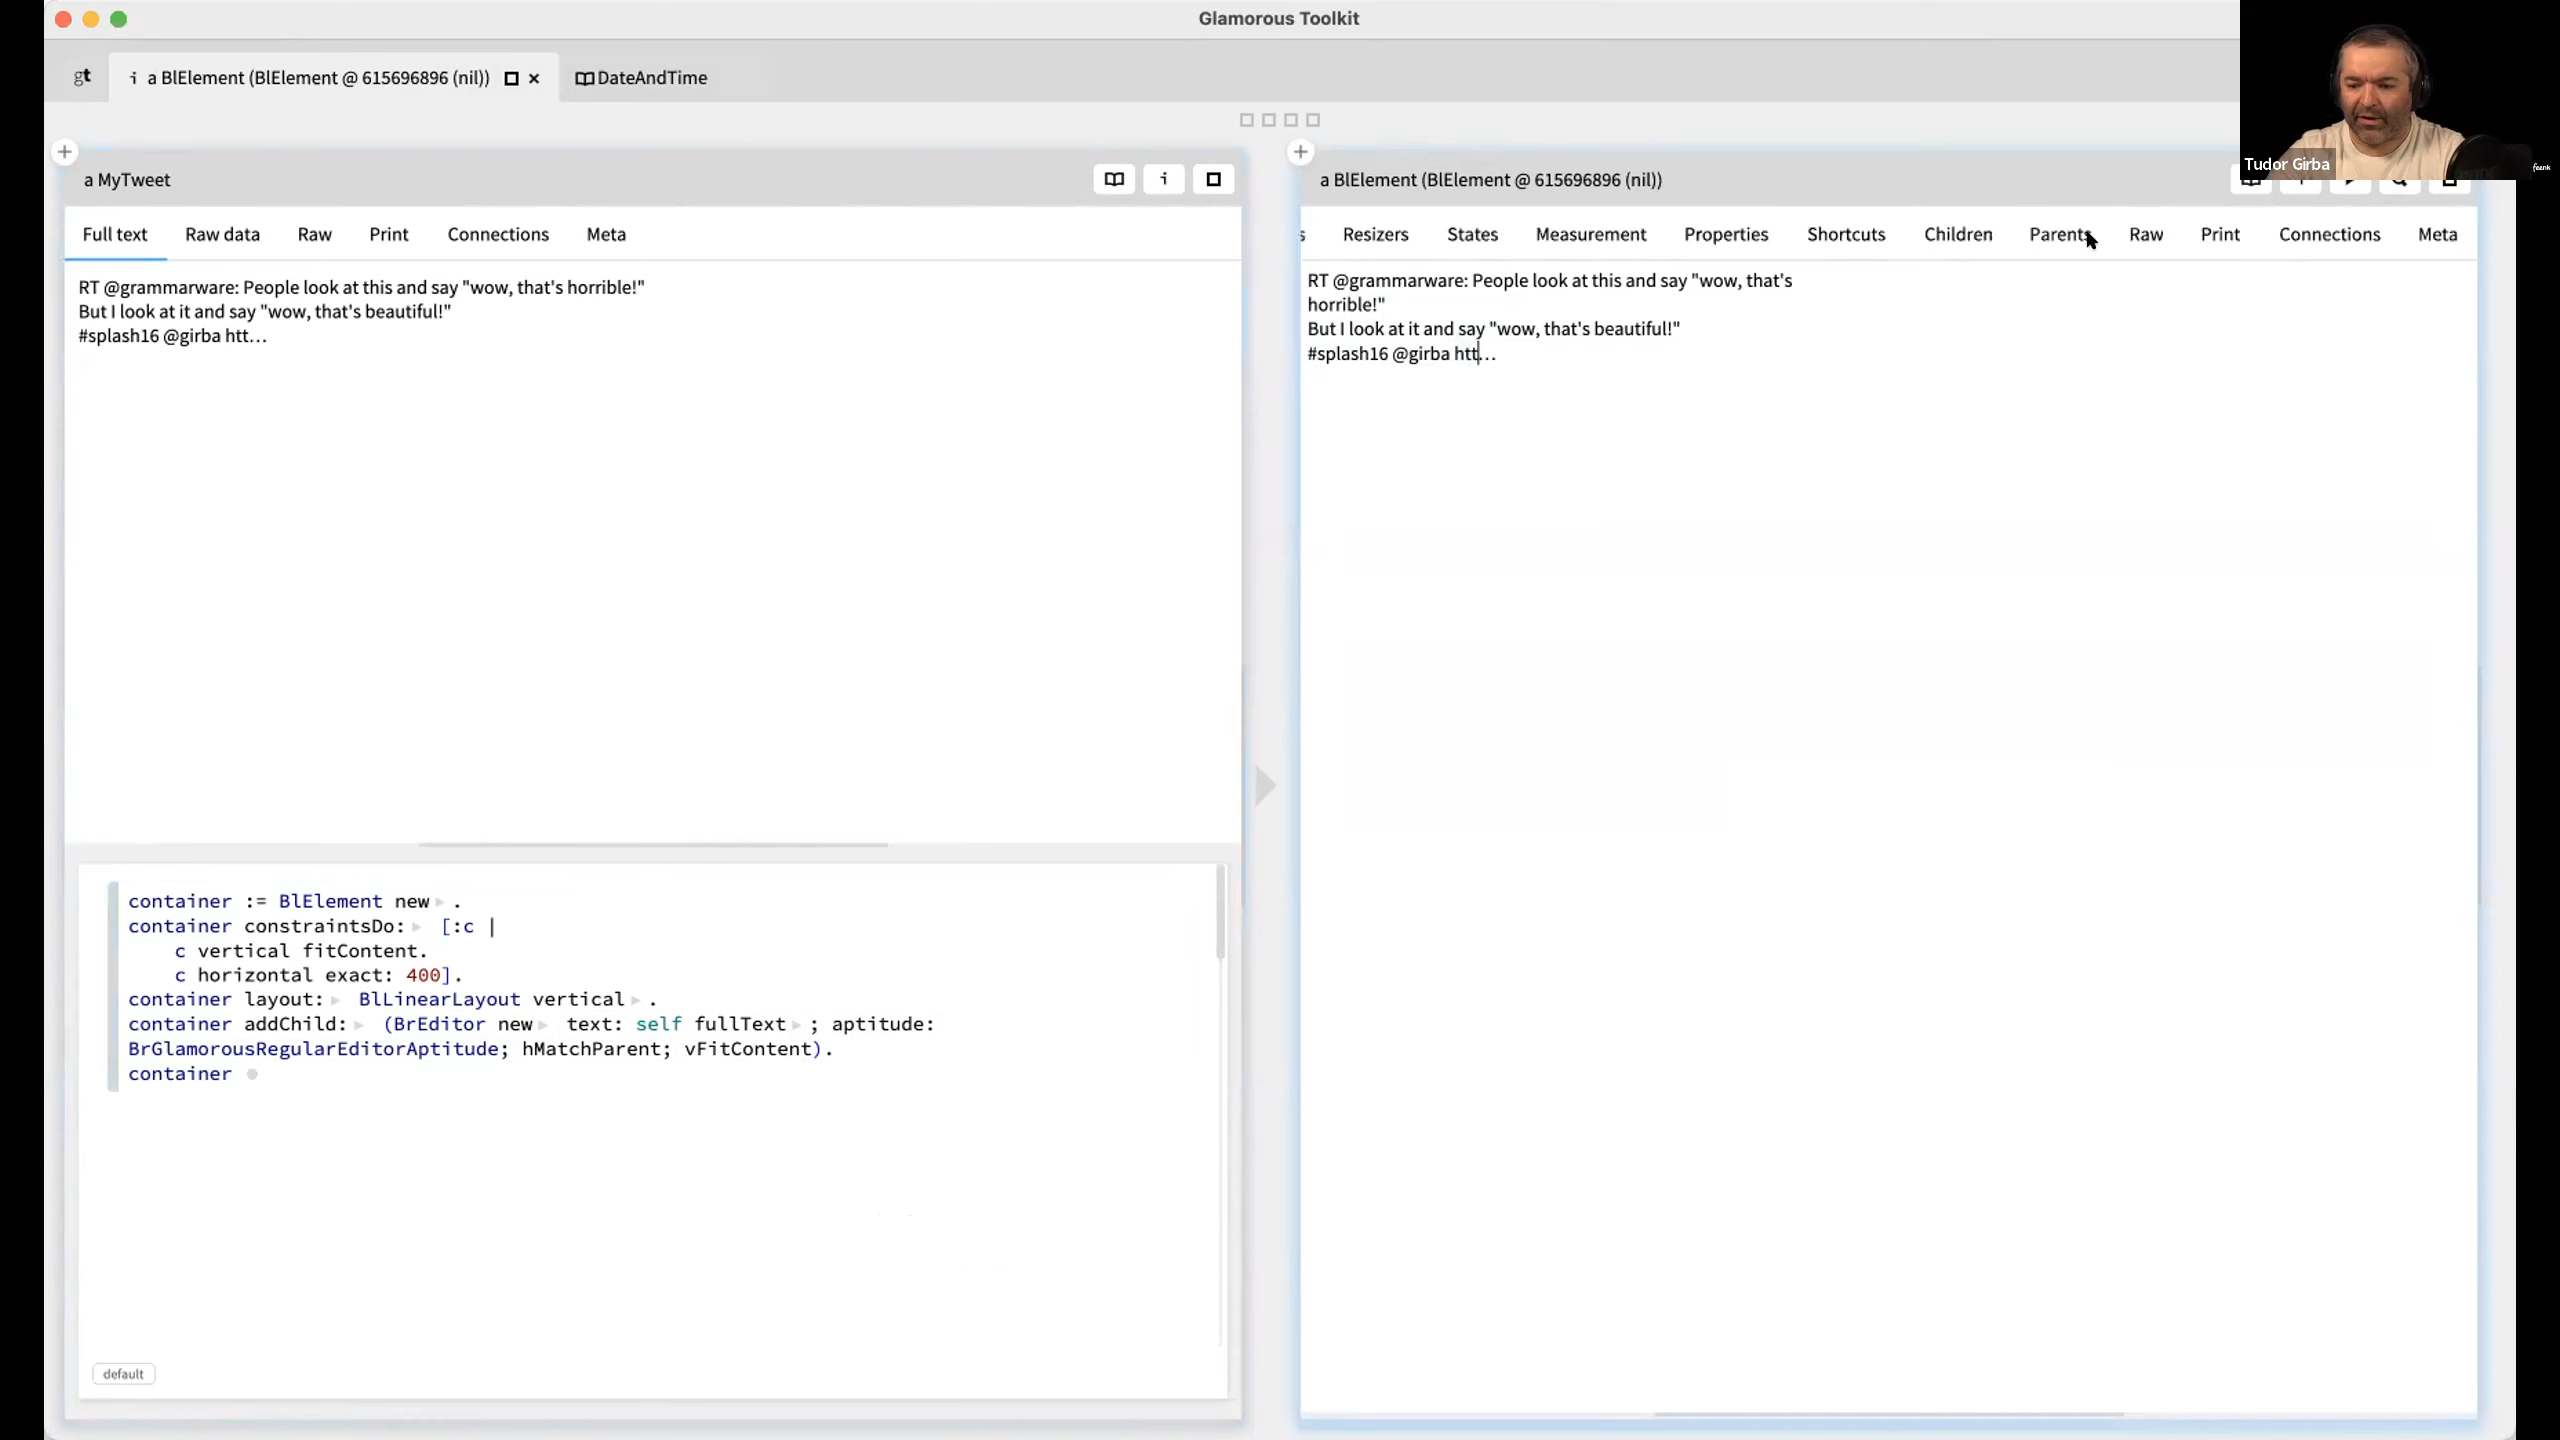 Glamorous Toolkit
gt
i a BlElement (BlElement @ 615696896 (nil))
DateAndTime
Tudor Girba
feenk
a MyTweet
i
Full text Raw data Raw Print Connections Meta
RT @grammarware: People look at this and say "wow, that's horrible!"
But I look at it and say "wow, that's beautiful!"
#splash16 @girba htt…
container := BlElement new .
container constraintsDo: [:c |
c vertical fitContent.
c horizontal exact: 400].
container layout: BlLinearLayout vertical .
container addChild: (BrEditor new text: self fullText ; aptitude:
BrGlamorousRegularEditorAptitude; hMatchParent; vFitContent).
container
default
a BlElement (BlElement @ 615696896 (nil))
s Resizers States Measurement Properties Shortcuts Children Parents Raw Print Connections Meta
RT @grammarware: People look at this and say "wow, that's
horrible!"
But I look at it and say "wow, that's beautiful!"
#splash16 @girba htt…